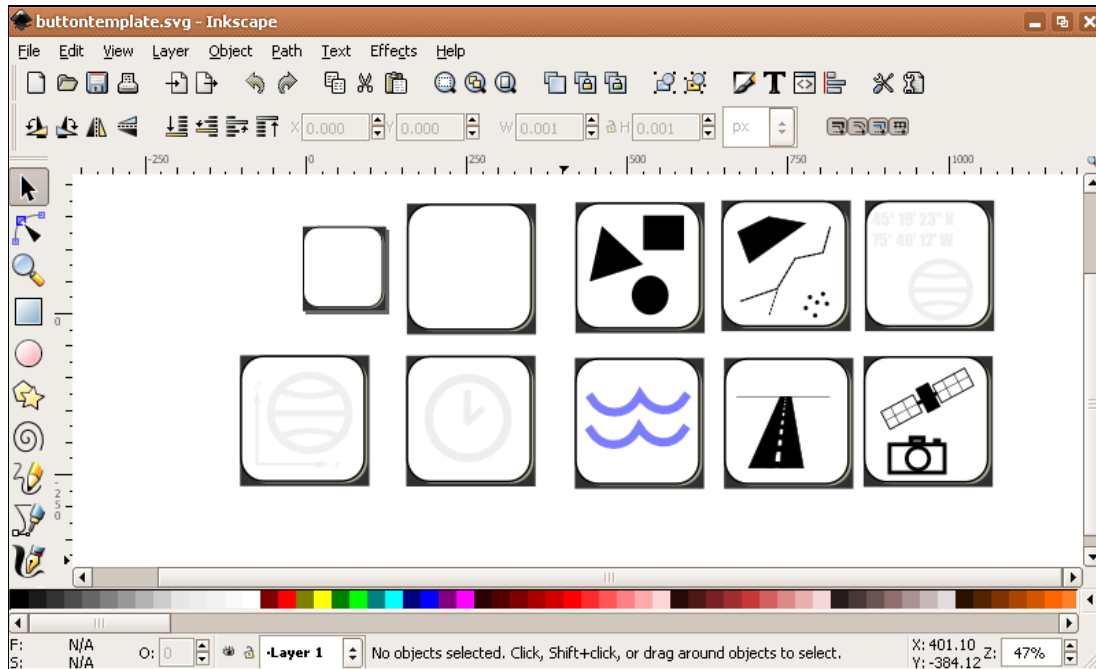 buttontemplate.svg - Inkscape
File Edit View Layer Object Path Text Effects Help
X 0.000 Y 0.000 W 0.001 H 0.001 px
-250 0 250 500 750 1000
45° 19' 23" N
75° 40' 12' W
0
250
F: N/A
S: N/A
O: 0
·Layer 1
No objects selected. Click, Shift+click, or drag around objects to select.
X: 401.10
Y: -384.12
Z: 47%